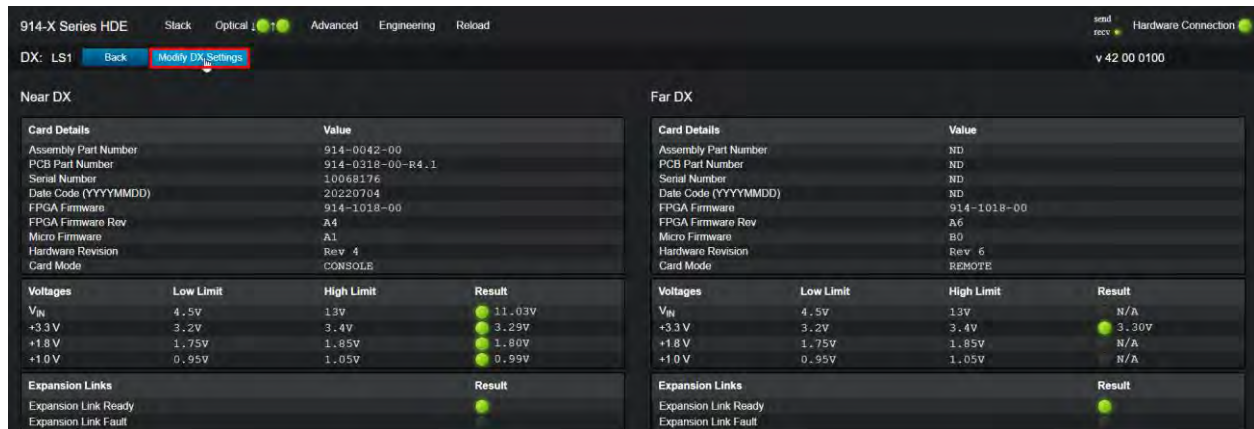 914-X Series HDE Stack Optical ↓ ↑ Advanced Engineering Reload send recv Hardware Connection
DX: LS1 Back Modify DX Settings v 42 00 0100
Near DX
Card Details Value
Assembly Part Number 914-0042-00
PCB Part Number 914-0318-00-R4.1
Serial Number 10068176
Date Code (YYYYMMDD) 20220704
FPGA Firmware 914-1018-00
FPGA Firmware Rev A4
Micro Firmware A1
Hardware Revision Rev 4
Card Mode CONSOLE
Voltages Low Limit High Limit Result
VIN 4.5V 13V 11.03V
+3.3 V 3.2V 3.4V 3.29V
+1.8 V 1.75V 1.85V 1.80V
+1.0 V 0.95V 1.05V 0.99V
Expansion Links Result
Expansion Link Ready
Expansion Link Fault
Far DX
Card Details Value
Assembly Part Number ND
PCB Part Number ND
Serial Number ND
Date Code (YYYYMMDD) ND
FPGA Firmware 914-1018-00
FPGA Firmware Rev A6
Micro Firmware B0
Hardware Revision Rev 6
Card Mode REMOTE
Voltages Low Limit High Limit Result
VIN 4.5V 13V N/A
+3.3 V 3.2V 3.4V 3.30V
+1.8 V 1.75V 1.85V N/A
+1.0 V 0.95V 1.05V N/A
Expansion Links Result
Expansion Link Ready
Expansion Link Fault